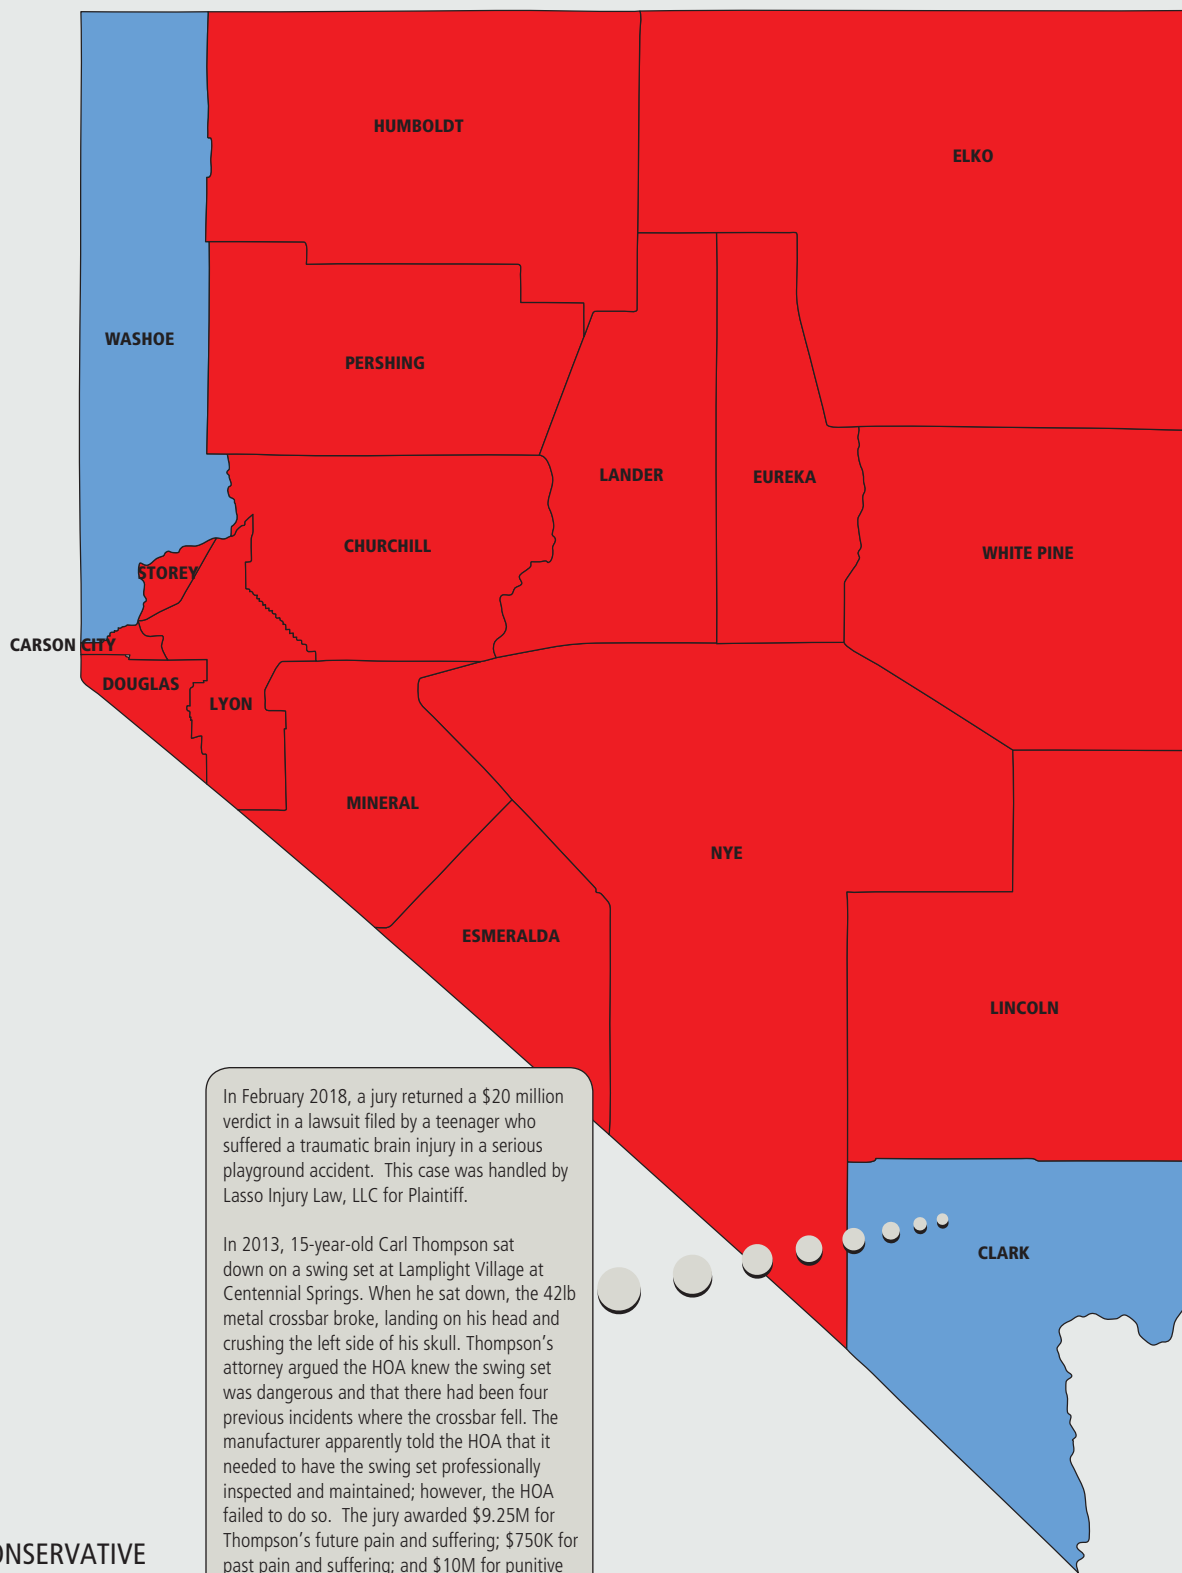 HUMBOLDT
ELKO
WASHOE
PERSHING
LANDER
EUREKA
CHURCHILL
WHITE PINE
STOREY
CARSON CITY
DOUGLAS
LYON
MINERAL
NYE
ESMERALDA
LINCOLN
CLARK
In February 2018, a jury returned a $20 million
verdict in a lawsuit filed by a teenager who
suffered a traumatic brain injury in a serious
playground accident. This case was handled by
Lasso Injury Law, LLC for Plaintiff.
In 2013, 15-year-old Carl Thompson sat
down on a swing set at Lamplight Village at
Centennial Springs. When he sat down, the 42lb
metal crossbar broke, landing on his head and
crushing the left side of his skull. Thompson’s
attorney argued the HOA knew the swing set
was dangerous and that there had been four
previous incidents where the crossbar fell. The
manufacturer apparently told the HOA that it
needed to have the swing set professionally
inspected and maintained; however, the HOA
failed to do so. The jury awarded $9.25M for
Thompson’s future pain and suffering; $750K for
past pain and suffering; and $10M for punitive
ONSERVATIVE